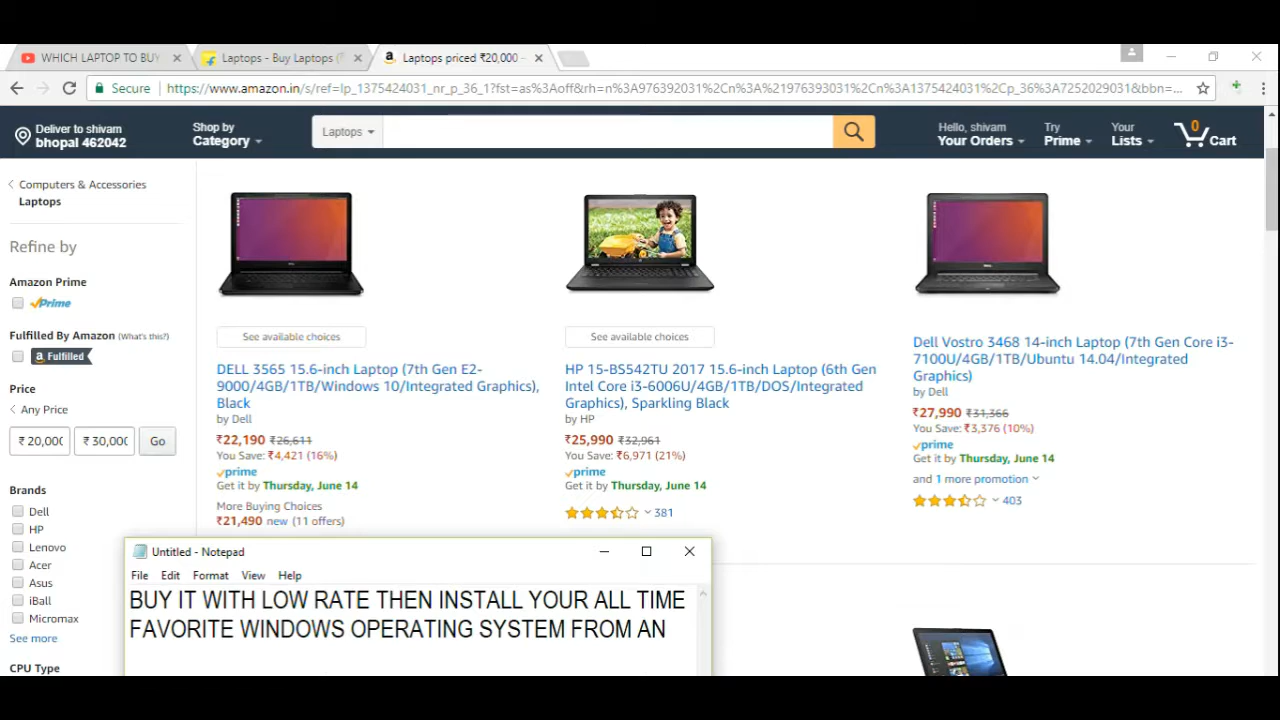 WHICH LAPTOP TO BUY
Laptops - Buy Laptops (
Laptops priced ₹20,000 -
Secure
https://www.amazon.in/s/ref=lp_1375424031_nr_p_36_1?fst=as%3Aoff&rh=n%3A976392031%2Cn%3A%21976393031%2Cn%3A1375424031%2Cp_36%3A7252029031&bbn=...
Deliver to shivam
bhopal 462042
Shop by
Category
Laptops
Hello, shivam
Your Orders
Try
Prime
Your
Lists
0
Cart
Computers & Accessories
Laptops
Refine by
Amazon Prime
Prime
Fulfilled By Amazon (What's this?)
a Fulfilled
Price
Any Price
₹ 20,000
₹ 30,000
Go
Brands
Dell
HP
Lenovo
Acer
Asus
iBall
Micromax
See more
CPU Type
See available choices
DELL 3565 15.6-inch Laptop (7th Gen E2-
9000/4GB/1TB/Windows 10/Integrated Graphics),
Black
by Dell
₹22,190 ₹26,611
You Save: ₹4,421 (16%)
prime
Get it by Thursday, June 14
More Buying Choices
₹21,490 new (11 offers)
See available choices
HP 15-BS542TU 2017 15.6-inch Laptop (6th Gen
Intel Core i3-6006U/4GB/1TB/DOS/Integrated
Graphics), Sparkling Black
by HP
₹25,990 ₹32,961
You Save: ₹6,971 (21%)
prime
Get it by Thursday, June 14
381
Dell Vostro 3468 14-inch Laptop (7th Gen Core i3-
7100U/4GB/1TB/Ubuntu 14.04/Integrated
Graphics)
by Dell
₹27,990 ₹31,366
You Save: ₹3,376 (10%)
prime
Get it by Thursday, June 14
and 1 more promotion
403
Untitled - Notepad
File Edit Format View Help
BUY IT WITH LOW RATE THEN INSTALL YOUR ALL TIME
FAVORITE WINDOWS OPERATING SYSTEM FROM AN